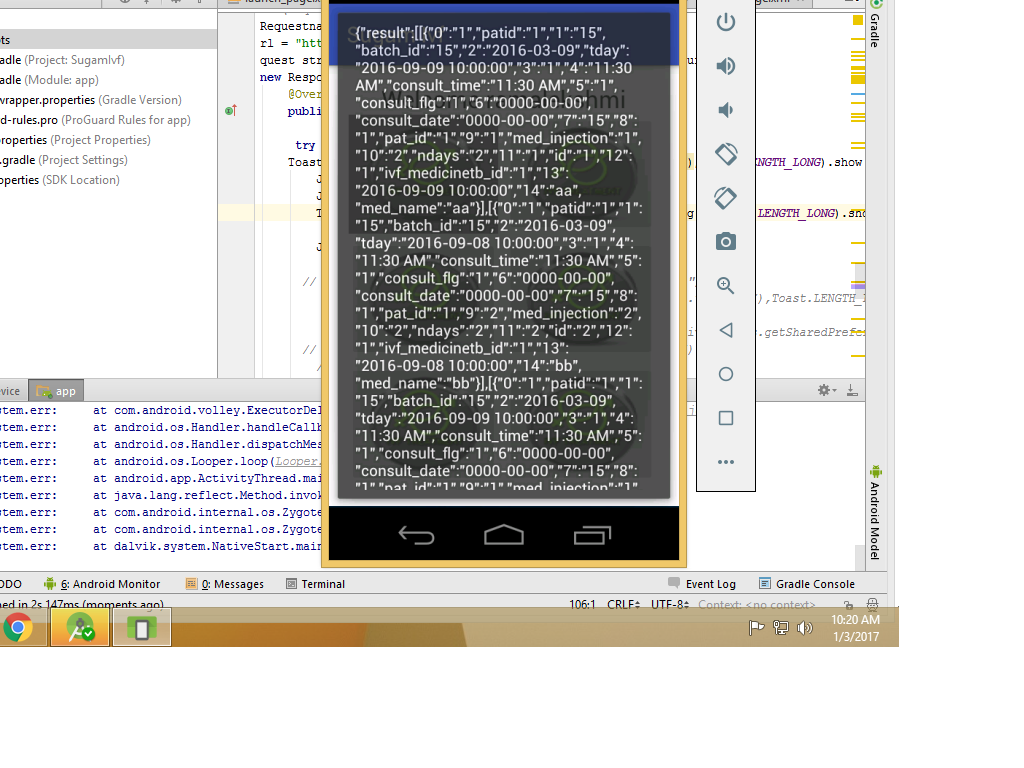 launch_page
Requestna
rl = "htt
quest str
new Respo
@Over
publi
try
Toast
LENGTH_LONG).show
LENGTH_LONG).sho
),Toast.LENGTH_
.getSharedPrefe
ts
adle (Project: SugamIvf)
adle (Module: app)
wrapper.properties (Gradle Version)
d-rules.pro (ProGuard Rules for app)
roperties (Project Properties)
.gradle (Project Settings)
operties (SDK Location)
{"result":[[{"0":"1","patid":"1","1":"15",
"batch_id":"15","2":"2016-03-09","tday":
"2016-09-09 10:00:00","3":"1","4":"11:30
AM","consult_time":"11:30 AM","5":"1",
"consult_flg":"1","6":"0000-00-00",
"consult_date":"0000-00-00","7":"15","8":
"1","pat_id":"1","9":"1","med_injection":"1",
"10":"2","ndays":"2","11":"1","id":"1","12":
"1","ivf_medicinetb_id":"1","13":
"2016-09-09 10:00:00","14":"aa",
"med_name":"aa"}],[{"0":"1","patid":"1","1":
"15","batch_id":"15","2":"2016-03-09",
"tday":"2016-09-08 10:00:00","3":"1","4":
"11:30 AM","consult_time":"11:30 AM","5":
"1","consult_flg":"1","6":"0000-00-00",
"consult_date":"0000-00-00","7":"15","8":
"1","pat_id":"1","9":"2","med_injection":"2",
"10":"2","ndays":"2","11":"2","id":"2","12":
"1","ivf_medicinetb_id":"1","13":
"2016-09-08 10:00:00","14":"bb",
"med_name":"bb"}],[{"0":"1","patid":"1","1":
"15","batch_id":"15","2":"2016-03-09",
"tday":"2016-09-09 10:00:00","3":"1","4":
"11:30 AM","consult_time":"11:30 AM","5":
"1","consult_flg":"1","6":"0000-00-00",
"consult_date":"0000-00-00","7":"15","8":
"1","pat_id":"1","9":"1","med_injection":"1"
Gradle
Android Model
evice app
stem.err: at com.android.volley.ExecutorDel
stem.err: at android.os.Handler.handleCallb
stem.err: at android.os.Handler.dispatchMes
stem.err: at android.os.Looper.loop(Looper.
stem.err: at android.app.ActivityThread.mai
stem.err: at java.lang.reflect.Method.invok
stem.err: at com.android.internal.os.Zygote
stem.err: at com.android.internal.os.Zygote
stem.err: at dalvik.system.NativeStart.main
ODO 6: Android Monitor 0: Messages Terminal Event Log Gradle Console
ed in 2s 147ms (moments ago) 106:1 CRLF UTF-8 Context: <no context>
10:20 AM
1/3/2017